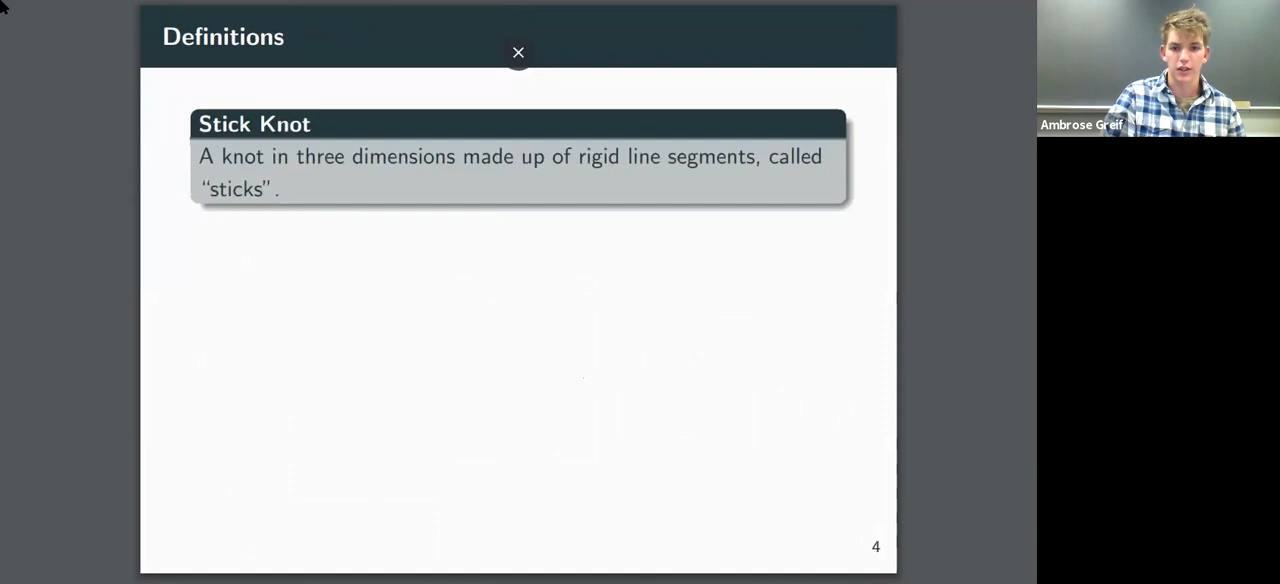 Definitions
Stick Knot
A knot in three dimensions made up of rigid line segments, called
“sticks”.
4
Ambrose Greif